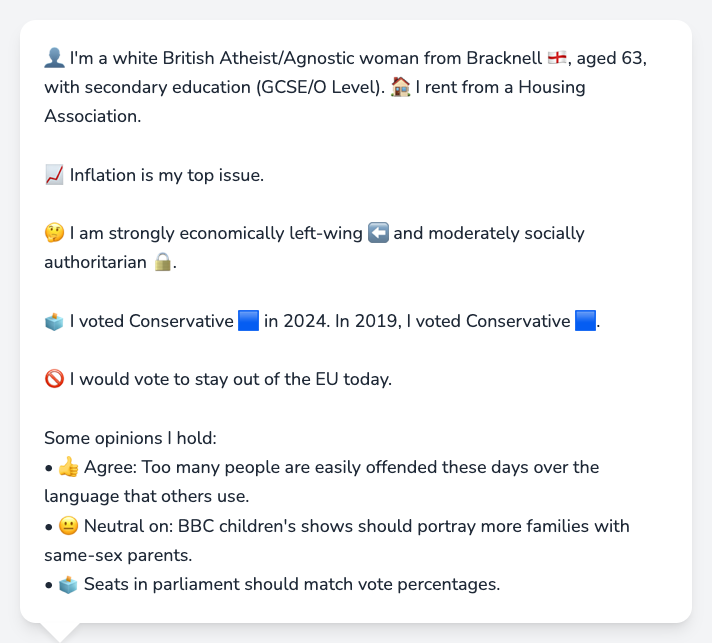 👤 I'm a white British Atheist/Agnostic woman from Bracknell 🏴󠁧󠁢󠁥󠁮󠁧󠁿, aged 63,
with secondary education (GCSE/O Level). 🏠 I rent from a Housing
Association.
📈 Inflation is my top issue.
🤔 I am strongly economically left-wing ⬅️ and moderately socially
authoritarian 🔒.
🗳️ I voted Conservative 🟦 in 2024. In 2019, I voted Conservative 🟦.
🚫 I would vote to stay out of the EU today.
Some opinions I hold:
• 👍 Agree: Too many people are easily offended these days over the
language that others use.
• 😐 Neutral on: BBC children's shows should portray more families with
same-sex parents.
• 🗳️ Seats in parliament should match vote percentages.